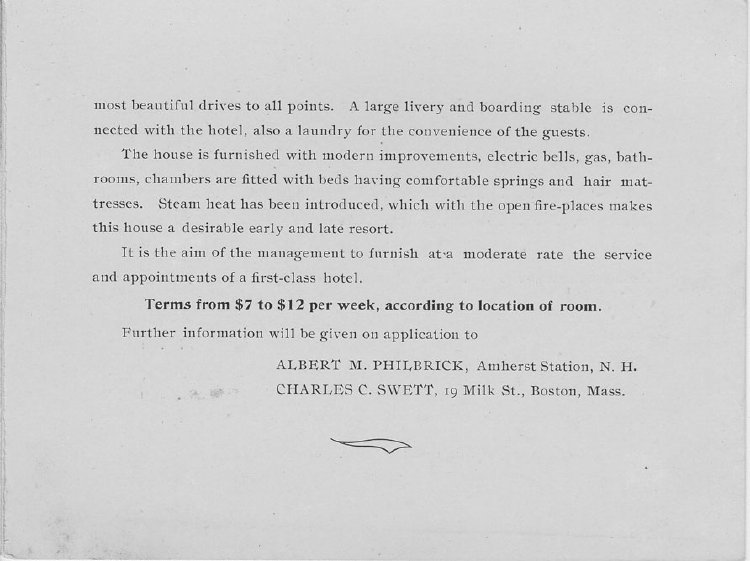 most beautiful drives to all points. A large livery and boarding stable is con-
nected with the hotel, also a laundry for the convenience of the guests.
The house is furnished with modern improvements, electric bells, gas, bath-
rooms, chambers are fitted with beds having comfortable springs and hair mat-
tresses. Steam heat has been introduced, which with the open fire-places makes
this house a desirable early and late resort.
It is the aim of the management to furnish at a moderate rate the service
and appointments of a first-class hotel.
Terms from $7 to $12 per week, according to location of room.
Further information will be given on application to
ALBERT M. PHILBRICK, Amherst Station, N. H.
CHARLES C. SWETT, 19 Milk St., Boston, Mass.